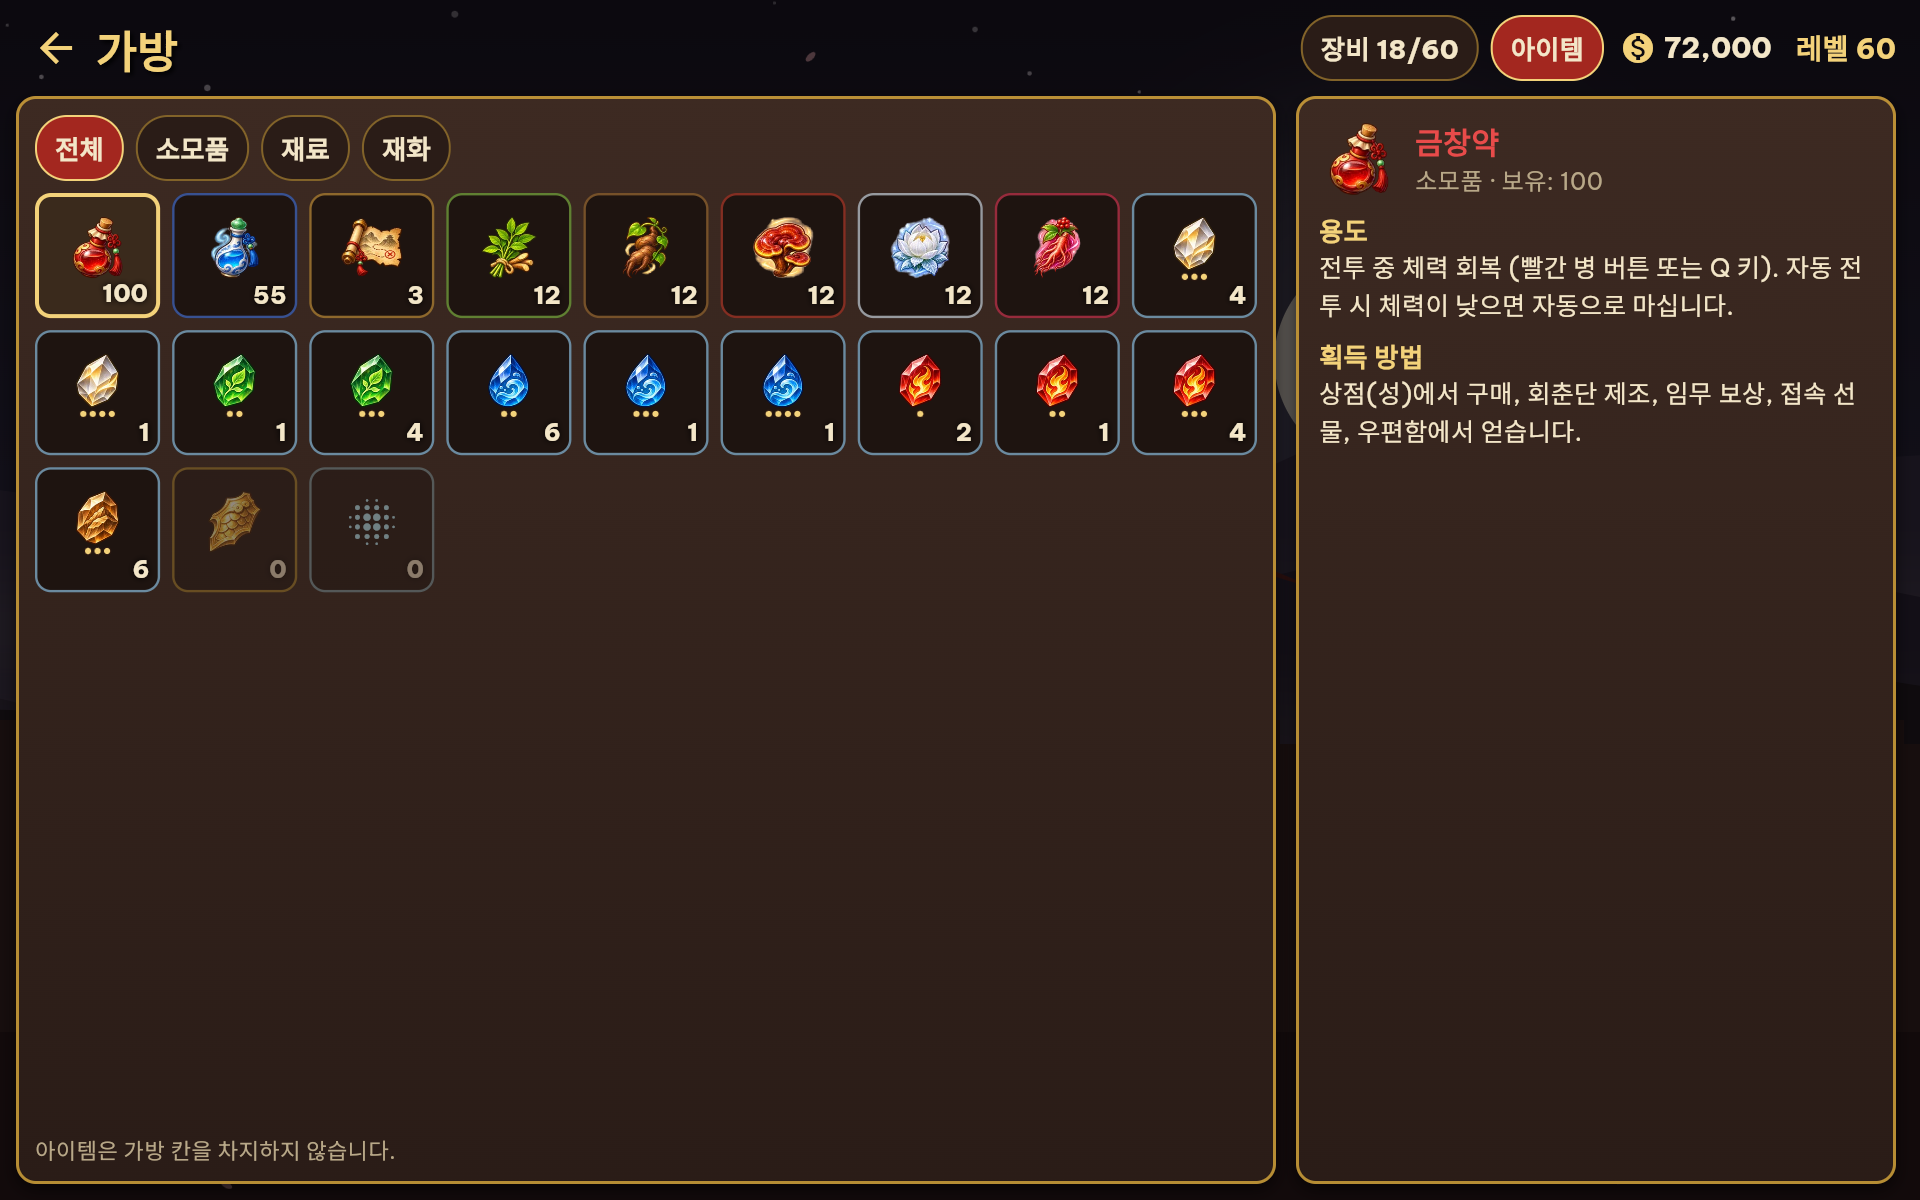 가방
장비 18/60
아이템
72,000
레벨 60
전체
소모품
재료
재화
100
55
3
12
12
12
12
12
4
1
1
4
6
1
1
2
1
4
6
0
0
아이템은 가방 칸을 차지하지 않습니다.
금창약
소모품 · 보유: 100
용도
전투 중 체력 회복 (빨간 병 버튼 또는 Q 키). 자동 전
투 시 체력이 낮으면 자동으로 마십니다.
획득 방법
상점(성)에서 구매, 회춘단 제조, 임무 보상, 접속 선
물, 우편함에서 얻습니다.